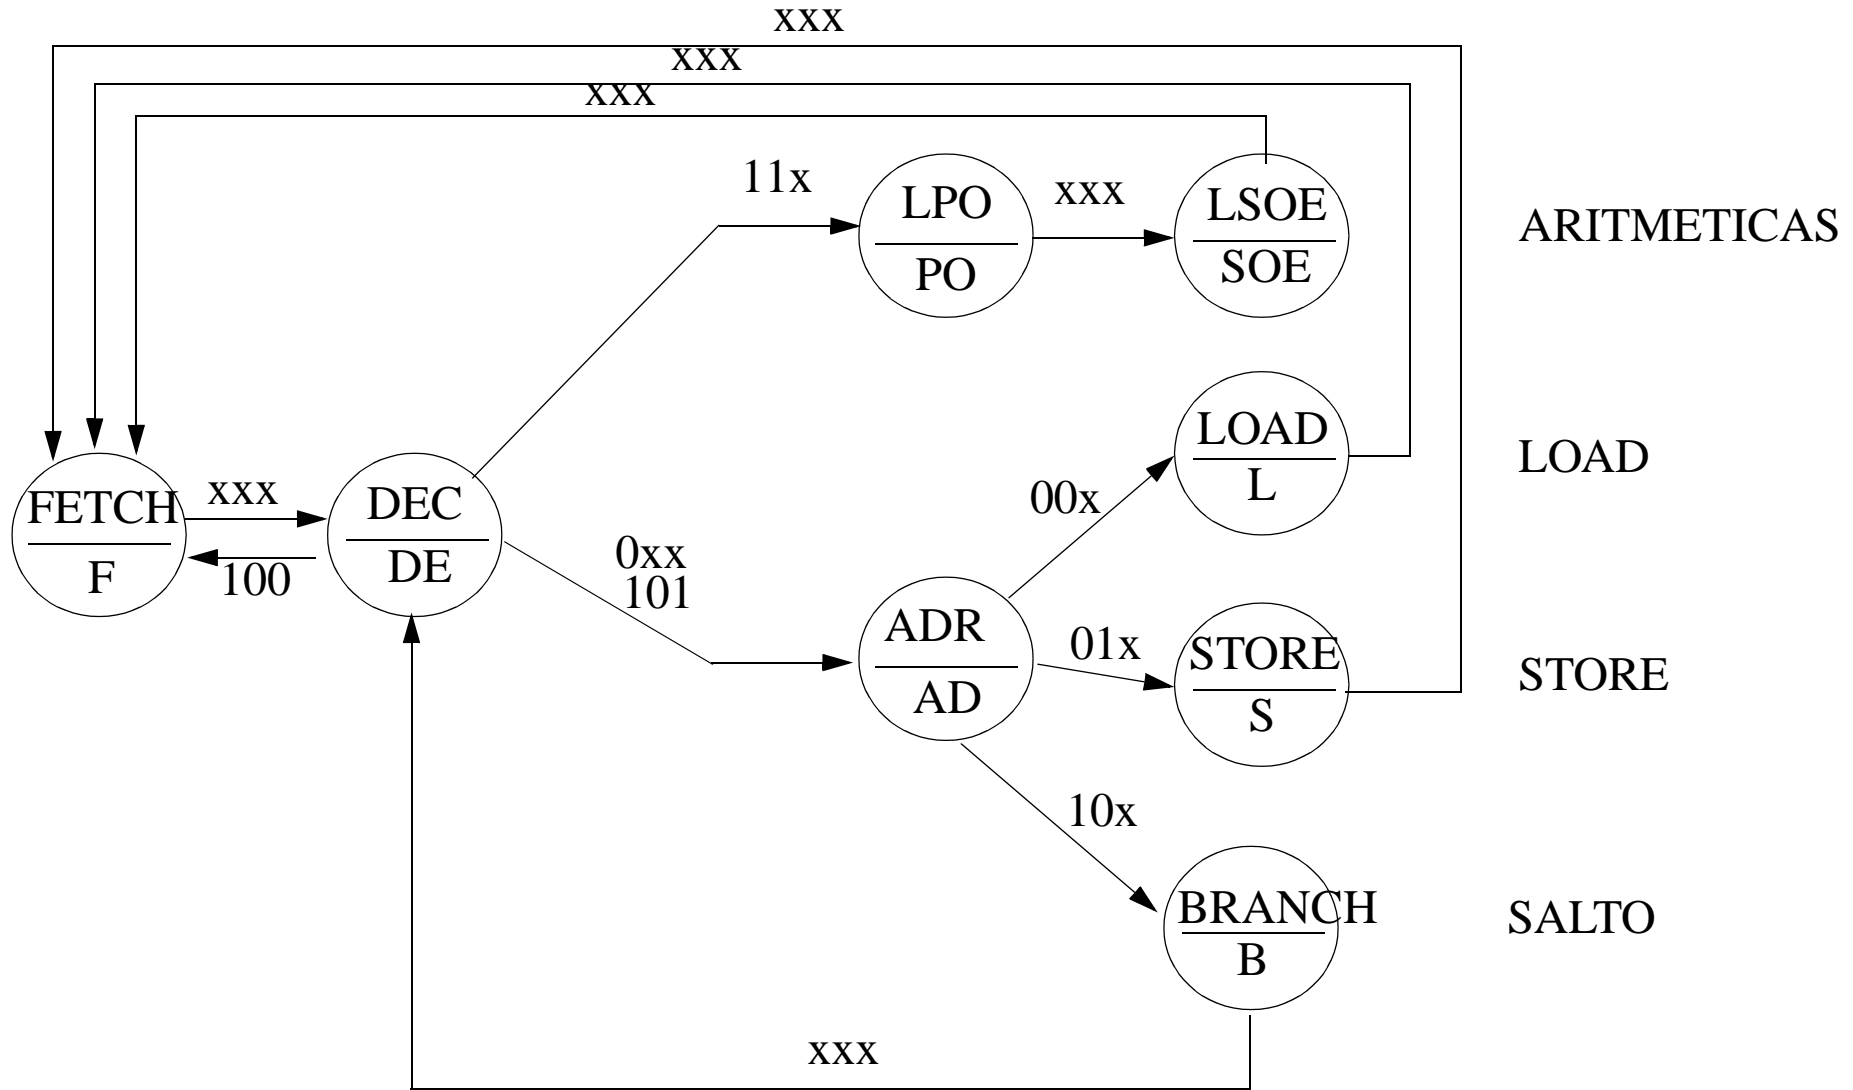 xxx
xxx
xxx
11x
LPO
PO
xxx
LSOE
SOE
ARITMETICAS
LOAD
L
LOAD
00x
FETCH
F
xxx
100
DEC
DE
0xx
101
ADR
AD
01x
STORE
S
STORE
10x
BRANCH
B
SALTO
xxx